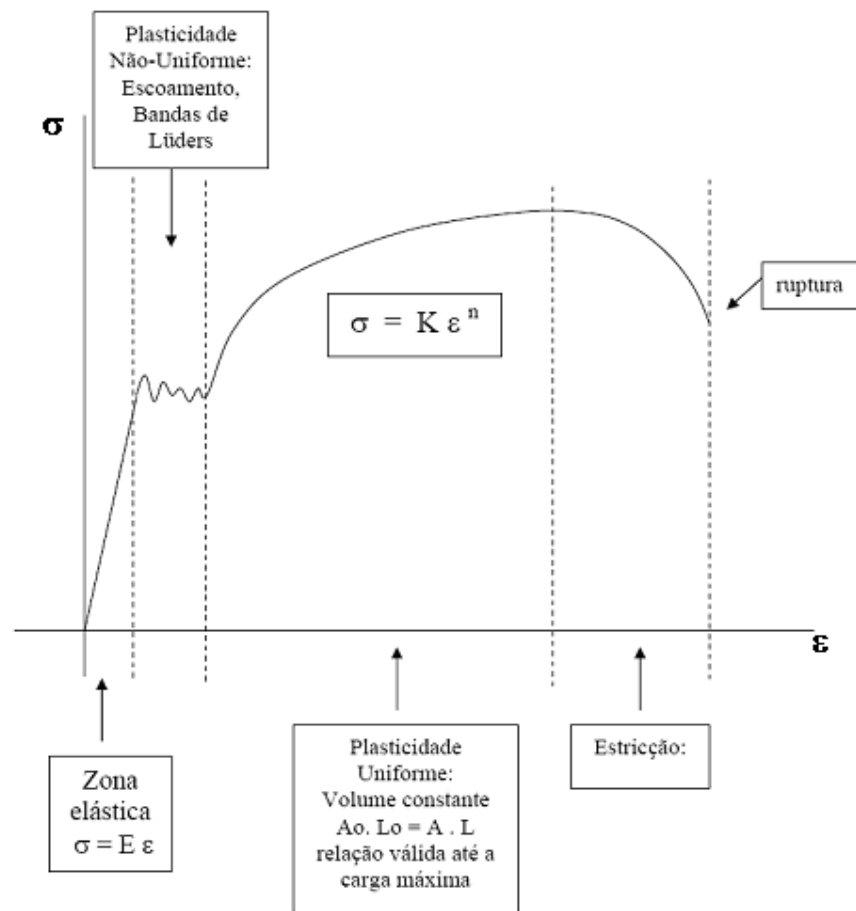 Plasticidade
Não-Uniforme:
Escoamento,
Bandas de
Lüders
σ
ruptura
σ = K ε n
ε
Zona
elástica
σ = E ε
Plasticidade
Uniforme:
Volume constante
Ao. Lo = A . L
relação válida até a
carga máxima
Estricção: